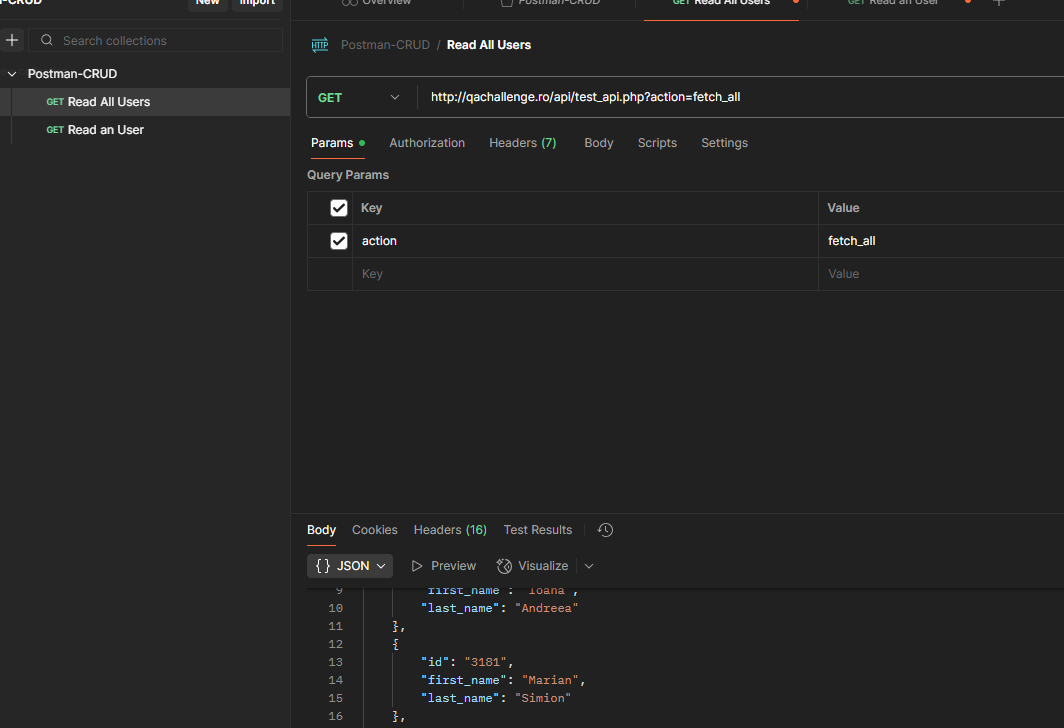 -CRUD New Import Overview Postman-CRUD GET Read All Users GET Read an User
Search collections
HTTP Postman-CRUD / Read All Users
Postman-CRUD
GET Read All Users
GET Read an User
GET http://qachallenge.ro/api/test_api.php?action=fetch_all
Params Authorization Headers (7) Body Scripts Settings
Query Params
Key Value
action fetch_all
Key Value
Body Cookies Headers (16) Test Results
{} JSON Preview Visualize
9 "first_name": "Ioana",
10 "last_name": "Andreea"
11 },
12 {
13 "id": "3181",
14 "first_name": "Marian",
15 "last_name": "Simion"
16 },